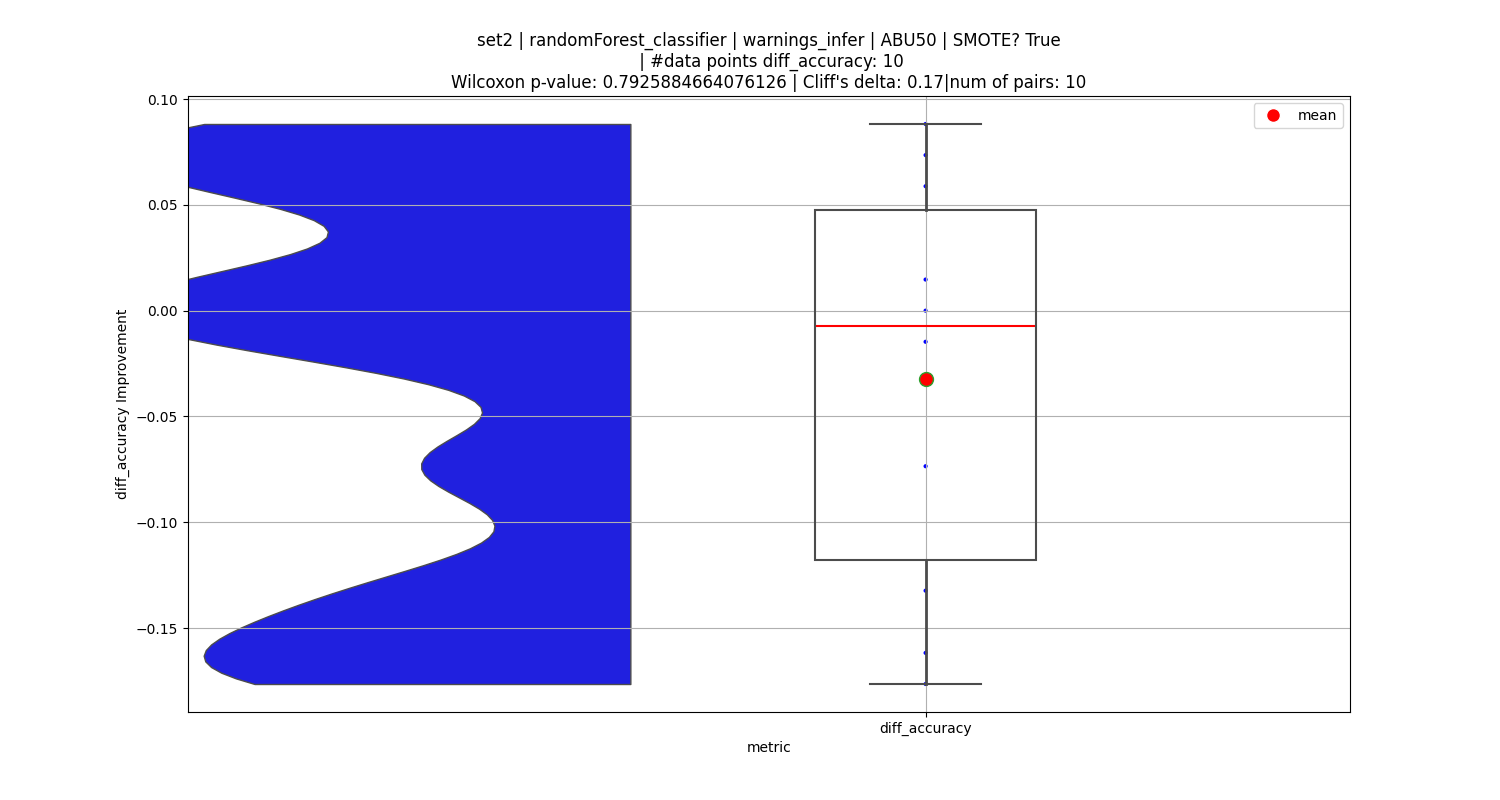 set2 | randomForest_classifier | warnings_infer | ABU50 | SMOTE? True
| #data points diff_accuracy: 10
Wilcoxon p-value: 0.7925884664076126 | Cliff's delta: 0.17|num of pairs: 10
mean
0.10
0.05
0.00
−0.05
−0.10
−0.15
diff_accuracy Improvement
diff_accuracy
metric